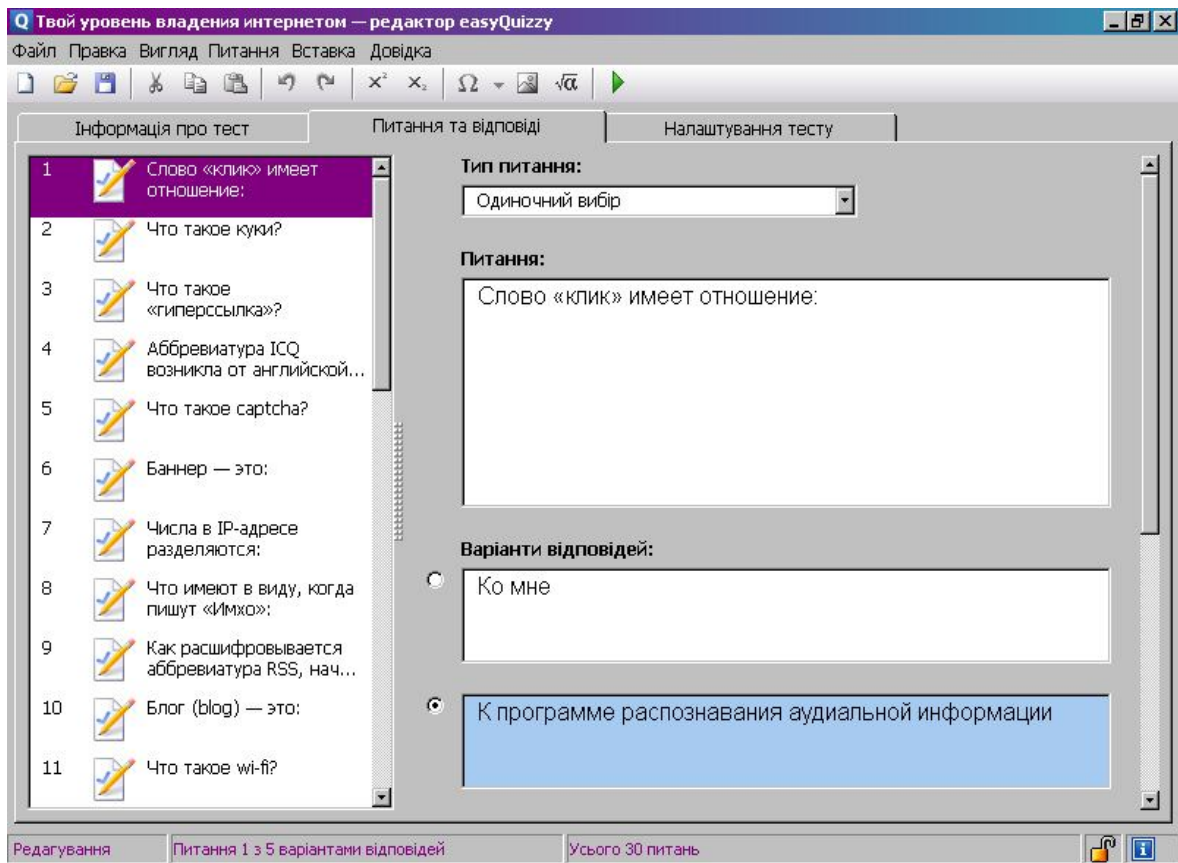 Твой уровень владения интернетом — редактор easyQuizzy
Файл Правка Вигляд Питання Вставка Довідка
Інформація про тест
Питання та відповіді
Налаштування тесту
1 Слово «клик» имеет
отношение:
2 Что такое куки?
3 Что такое
«гиперссылка»?
4 Аббревиатура ICQ
возникла от английской...
5 Что такое captcha?
6 Баннер — это:
7 Числа в IP-адресе
разделяются:
8 Что имеют в виду, когда
пишут «Имхо»:
9 Как расшифровывается
аббревиатура RSS, нач...
10 Блог (blog) — это:
11 Что такое wi-fi?
Тип питання:
Одиночний вибір
Питання:
Слово «клик» имеет отношение:
Варіанти відповідей:
Ко мне
К программе распознавания аудиальной информации
Редагування
Питання 1 з 5 варіантами відповідей
Усього 30 питань